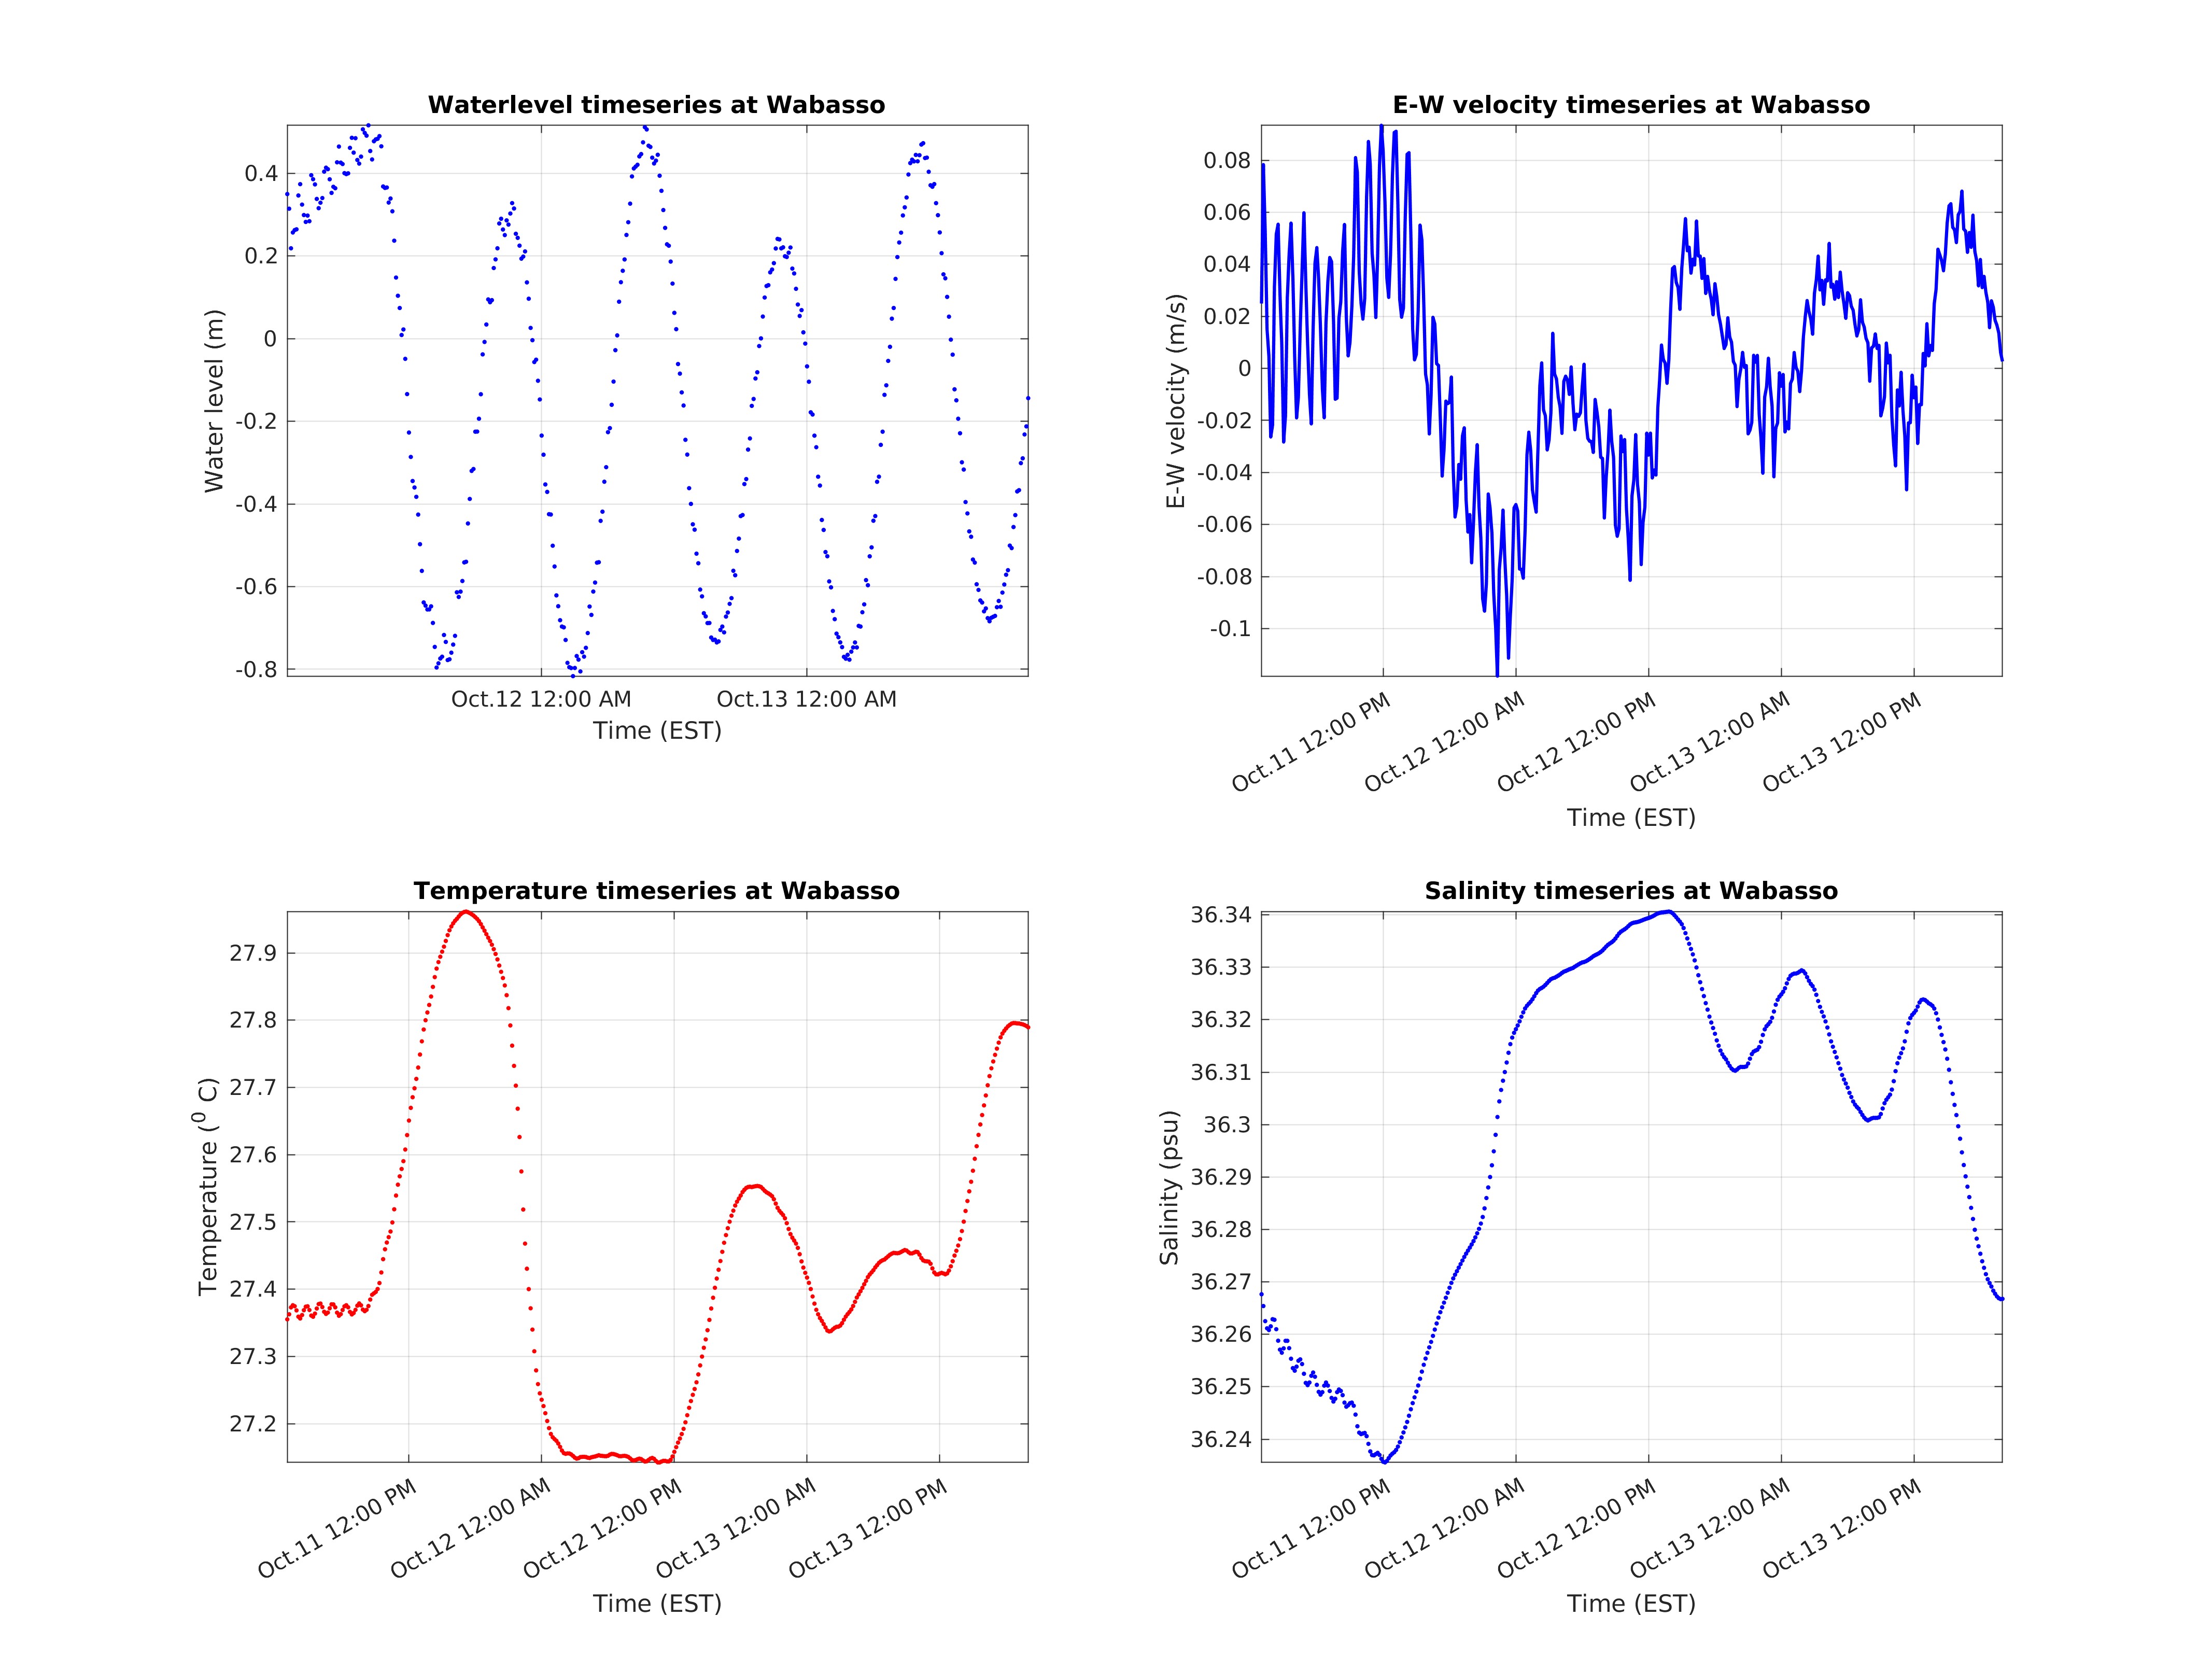 Waterlevel timeseries at Wabasso
0.4
0.2
0
-0.2
-0.4
-0.6
-0.8
Water level (m)
Oct.12 12:00 AM
Oct.13 12:00 AM
Time (EST)
E-W velocity timeseries at Wabasso
0.08
0.06
0.04
0.02
0
-0.02
-0.04
-0.06
-0.08
-0.1
E-W velocity (m/s)
Oct.11 12:00 PM
Oct.12 12:00 AM
Oct.12 12:00 PM
Oct.13 12:00 AM
Oct.13 12:00 PM
Time (EST)
Temperature timeseries at Wabasso
27.9
27.8
27.7
27.6
27.5
27.4
27.3
27.2
Temperature (⁰ C)
Oct.11 12:00 PM
Oct.12 12:00 AM
Oct.12 12:00 PM
Oct.13 12:00 AM
Oct.13 12:00 PM
Time (EST)
Salinity timeseries at Wabasso
36.34
36.33
36.32
36.31
36.3
36.29
36.28
36.27
36.26
36.25
36.24
Salinity (psu)
Oct.11 12:00 PM
Oct.12 12:00 AM
Oct.12 12:00 PM
Oct.13 12:00 AM
Oct.13 12:00 PM
Time (EST)